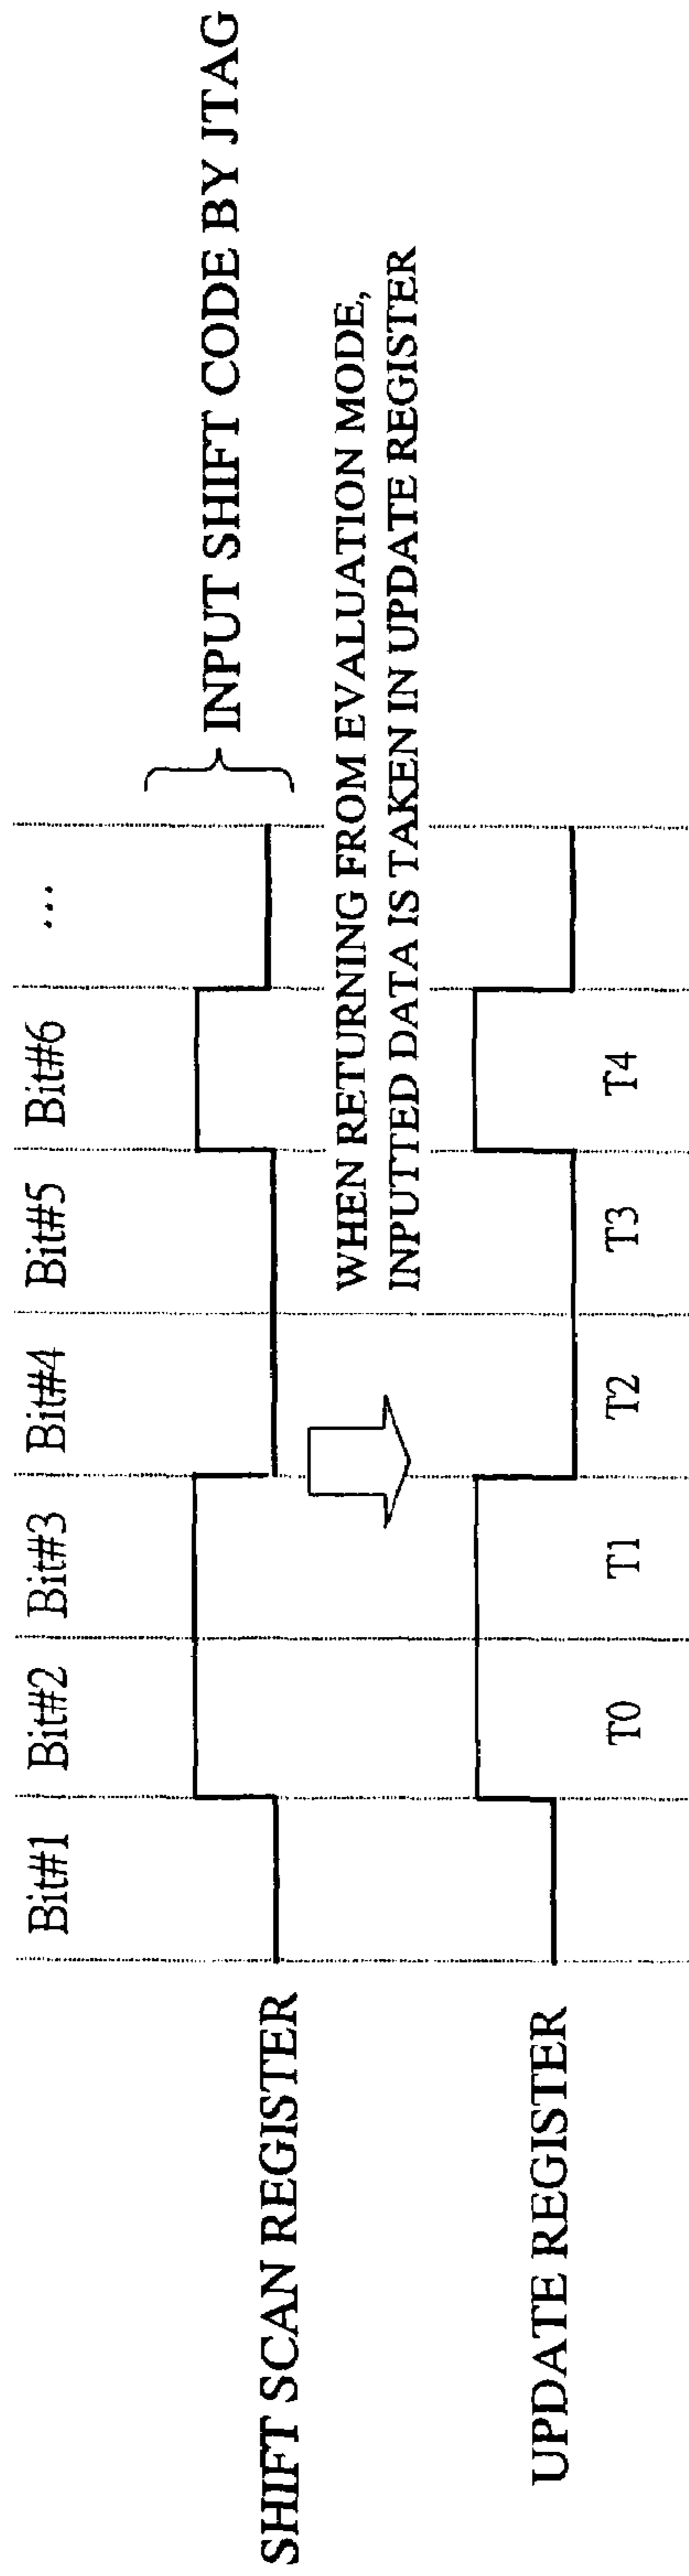 Bit#1 Bit#2 Bit#3 Bit#4 Bit#5 Bit#6 ...
SHIFT SCAN REGISTER
INPUT SHIFT CODE BY JTAG
WHEN RETURNING FROM EVALUATION MODE,
INPUTTED DATA IS TAKEN IN UPDATE REGISTER
UPDATE REGISTER
T0 T1 T2 T3 T4